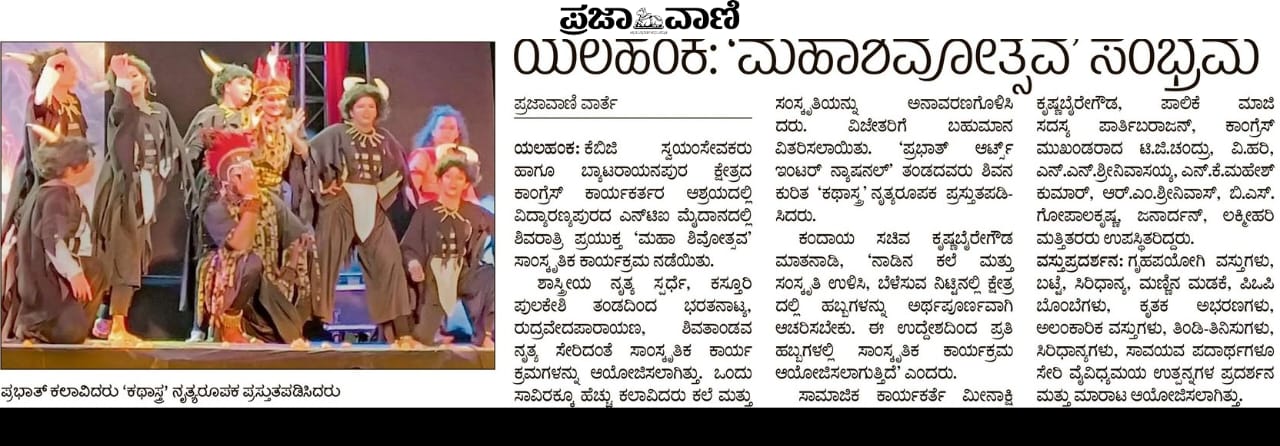 ಪ್ರಜಾವಾಣಿ
ಯಲಹಂಕ: ‘ಮಹಾಶಿವೋತ್ಸವ’ ಸಂಭ್ರಮ
ಪ್ರಭಾತ್ ಕಲಾವಿದರು ‘ಕಥಾಸ್ತ್ರ’ ನೃತ್ಯರೂಪಕ ಪ್ರಸ್ತುತಪಡಿಸಿದರು
ಪ್ರಜಾವಾಣಿ ವಾರ್ತೆ
ಯಲಹಂಕ: ಕೆಬಿಜಿ ಸ್ವಯಂಸೇವಕರು
ಹಾಗೂ ಬ್ಯಾಟರಾಯನಪುರ ಕ್ಷೇತ್ರದ
ಕಾಂಗ್ರೆಸ್ ಕಾರ್ಯಕರ್ತರ ಆಶ್ರಯದಲ್ಲಿ
ವಿದ್ಯಾರಣ್ಯಪುರದ ಎನ್‌ಟಿಐ ಮೈದಾನದಲ್ಲಿ
ಶಿವರಾತ್ರಿ ಪ್ರಯುಕ್ತ ‘ಮಹಾ ಶಿವೋತ್ಸವ’
ಸಾಂಸ್ಕೃತಿಕ ಕಾರ್ಯಕ್ರಮ ನಡೆಯಿತು.
ಶಾಸ್ತ್ರೀಯ ನೃತ್ಯ ಸ್ಪರ್ಧೆ, ಕಸ್ತೂರಿ
ಪುಲಕೇಶಿ ತಂಡದಿಂದ ಭರತನಾಟ್ಯ,
ರುದ್ರವೇದಪಾರಾಯಣ, ಶಿವತಾಂಡವ
ನೃತ್ಯ ಸೇರಿದಂತೆ ಸಾಂಸ್ಕೃತಿಕ ಕಾರ್ಯ
ಕ್ರಮಗಳನ್ನು ಆಯೋಜಿಸಲಾಗಿತ್ತು. ಒಂದು
ಸಾವಿರಕ್ಕೂ ಹೆಚ್ಚು ಕಲಾವಿದರು ಕಲೆ ಮತ್ತು
ಸಂಸ್ಕೃತಿಯನ್ನು ಅನಾವರಣಗೊಳಿಸಿ
ದರು. ವಿಜೇತರಿಗೆ ಬಹುಮಾನ
ವಿತರಿಸಲಾಯಿತು. ‘ಪ್ರಭಾತ್ ಆರ್ಟ್ಸ್
ಇಂಟರ್ ನ್ಯಾಷನಲ್’ ತಂಡದವರು ಶಿವನ
ಕುರಿತ ‘ಕಥಾಸ್ತ್ರ’ ನೃತ್ಯರೂಪಕ ಪ್ರಸ್ತುತಪಡಿ-
ಸಿದರು.
ಕಂದಾಯ ಸಚಿವ ಕೃಷ್ಣಬೈರೇಗೌಡ
ಮಾತನಾಡಿ, ‘ನಾಡಿನ ಕಲೆ ಮತ್ತು
ಸಂಸ್ಕೃತಿ ಉಳಿಸಿ, ಬೆಳೆಸುವ ನಿಟ್ಟಿನಲ್ಲಿ ಕ್ಷೇತ್ರ
ದಲ್ಲಿ ಹಬ್ಬಗಳನ್ನು ಅರ್ಥಪೂರ್ಣವಾಗಿ
ಆಚರಿಸಬೇಕು. ಈ ಉದ್ದೇಶದಿಂದ ಪ್ರತಿ
ಹಬ್ಬಗಳಲ್ಲಿ ಸಾಂಸ್ಕೃತಿಕ ಕಾರ್ಯಕ್ರಮ
ಆಯೋಜಿಸಲಾಗುತ್ತಿದೆ’ ಎಂದರು.
ಸಾಮಾಜಿಕ ಕಾರ್ಯಕರ್ತೆ ಮೀನಾಕ್ಷಿ
ಕೃಷ್ಣಬೈರೇಗೌಡ, ಪಾಲಿಕೆ ಮಾಜಿ
ಸದಸ್ಯ ಪಾರ್ತಿಬರಾಜನ್, ಕಾಂಗ್ರೆಸ್
ಮುಖಂಡರಾದ ಟಿ.ಜಿ.ಚಂದ್ರು, ವಿ.ಹರಿ,
ಎನ್.ಎನ್.ಶ್ರೀನಿವಾಸಯ್ಯ, ಎನ್.ಕೆ.ಮಹೇಶ್
ಕುಮಾರ್, ಆರ್.ಎಂ.ಶ್ರೀನಿವಾಸ್, ಬಿ.ಎಸ್.
ಗೋಪಾಲಕೃಷ್ಣ, ಜನಾರ್ದನ್, ಲಕ್ಷ್ಮೀಹರಿ
ಮತ್ತಿತರರು ಉಪಸ್ಥಿತರಿದ್ದರು.
ವಸ್ತುಪ್ರದರ್ಶನ: ಗೃಹಪಯೋಗಿ ವಸ್ತುಗಳು,
ಬಟ್ಟೆ, ಸಿರಿಧಾನ್ಯ, ಮಣ್ಣಿನ ಮಡಕೆ, ಪಿಒಪಿ
ಬೊಂಬೆಗಳು, ಕೃತಕ ಆಭರಣಗಳು,
ಅಲಂಕಾರಿಕ ವಸ್ತುಗಳು, ತಿಂಡಿ-ತಿನಿಸುಗಳು,
ಸಿರಿಧಾನ್ಯಗಳು, ಸಾವಯವ ಪದಾರ್ಥಗಳೂ
ಸೇರಿ ವೈವಿಧ್ಯಮಯ ಉತ್ಪನ್ನಗಳ ಪ್ರದರ್ಶನ
ಮತ್ತು ಮಾರಾಟ ಆಯೋಜಿಸಲಾಗಿತ್ತು.